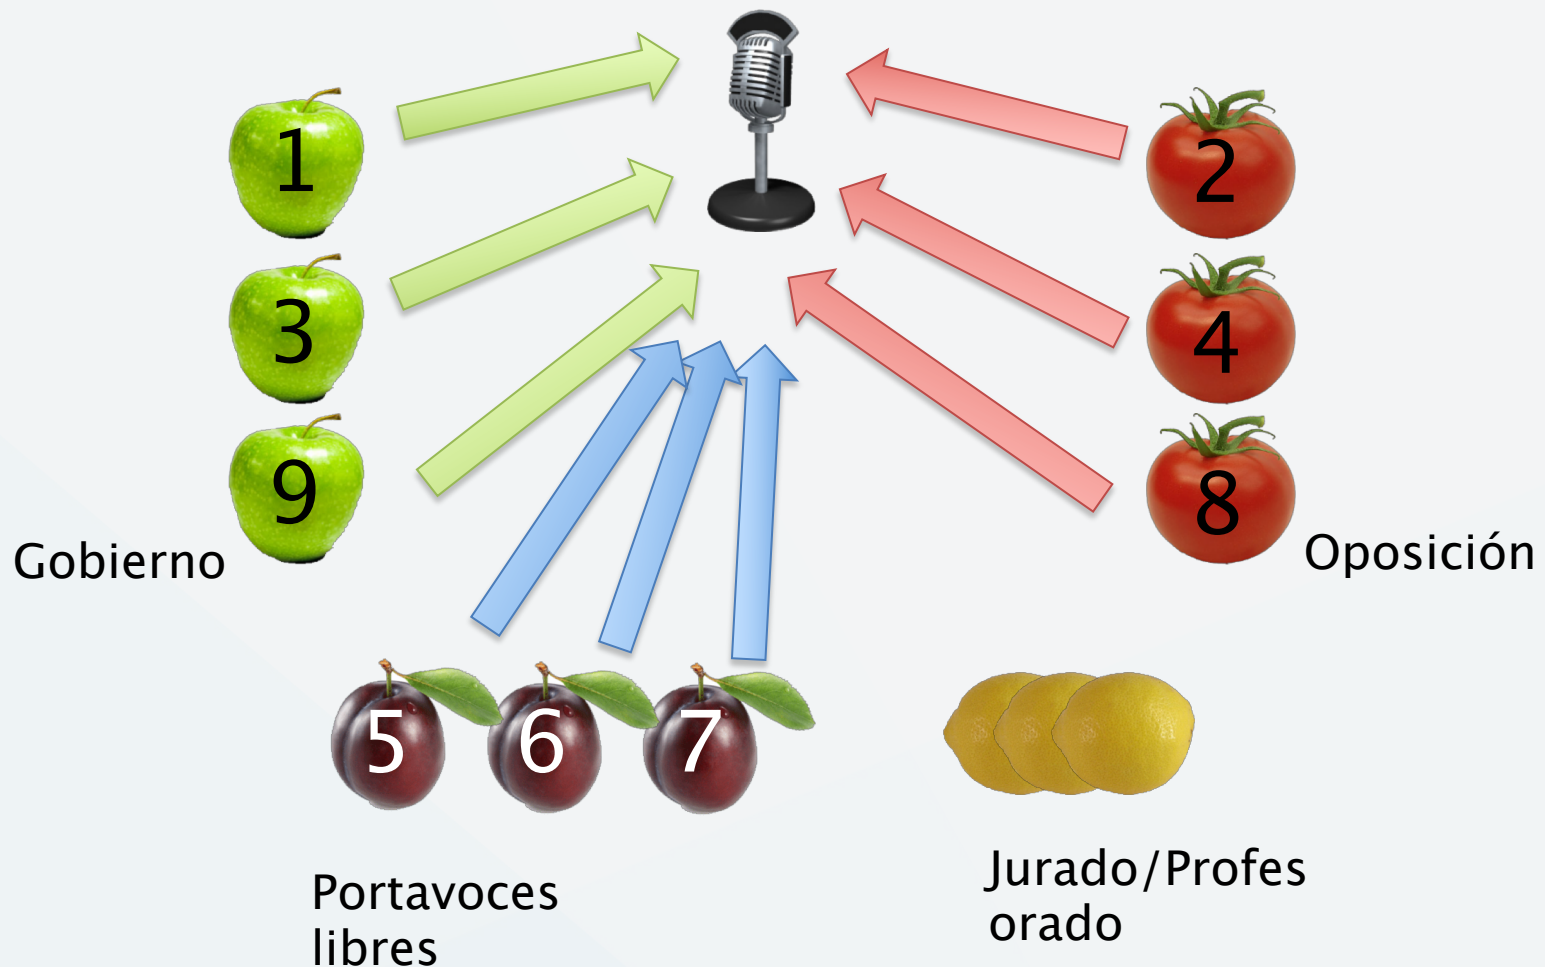 1
2
3
4
9
8
Gobierno
Oposición
5 6 7
Portavoces
libres
Jurado/Profes
orado